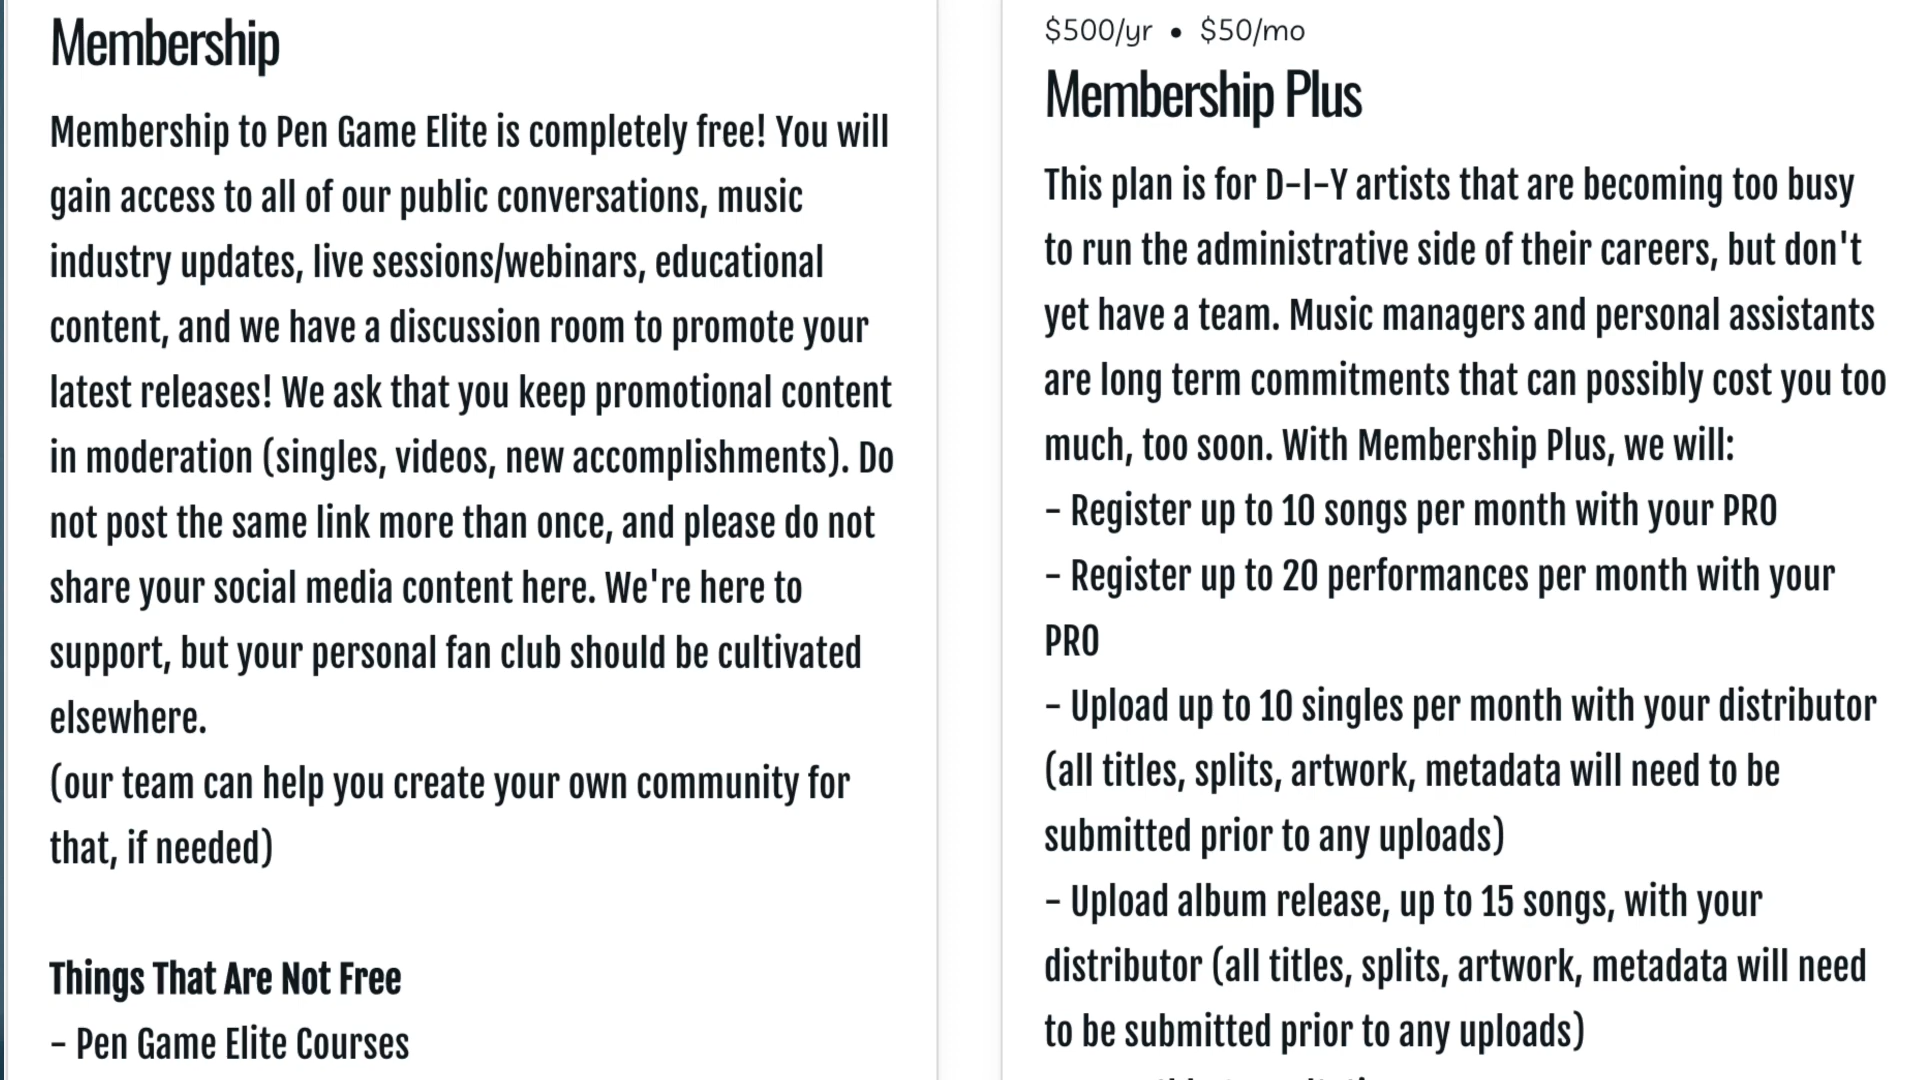 Membership
Membership to Pen Game Elite is completely free! You will
gain access to all of our public conversations, music
industry updates, live sessions/webinars, educational
content, and we have a discussion room to promote your
latest releases! We ask that you keep promotional content
in moderation (singles, videos, new accomplishments). Do
not post the same link more than once, and please do not
share your social media content here. We're here to
support, but your personal fan club should be cultivated
elsewhere.
(our team can help you create your own community for
that, if needed)
Things That Are Not Free
- Pen Game Elite Courses
$500/yr • $50/mo
Membership Plus
This plan is for D-I-Y artists that are becoming too busy
to run the administrative side of their careers, but don't
yet have a team. Music managers and personal assistants
are long term commitments that can possibly cost you too
much, too soon. With Membership Plus, we will:
- Register up to 10 songs per month with your PRO
- Register up to 20 performances per month with your
PRO
- Upload up to 10 singles per month with your distributor
(all titles, splits, artwork, metadata will need to be
submitted prior to any uploads)
- Upload album release, up to 15 songs, with your
distributor (all titles, splits, artwork, metadata will need
to be submitted prior to any uploads)